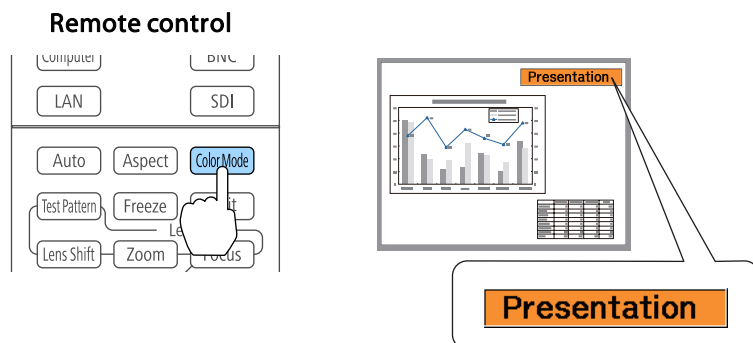 Remote control
Computer
BNC
LAN
SDI
Auto
Aspect
Color Mode
Test Pattern
Freeze
Lens Shift
Zoom
Focus
Presentation
Presentation